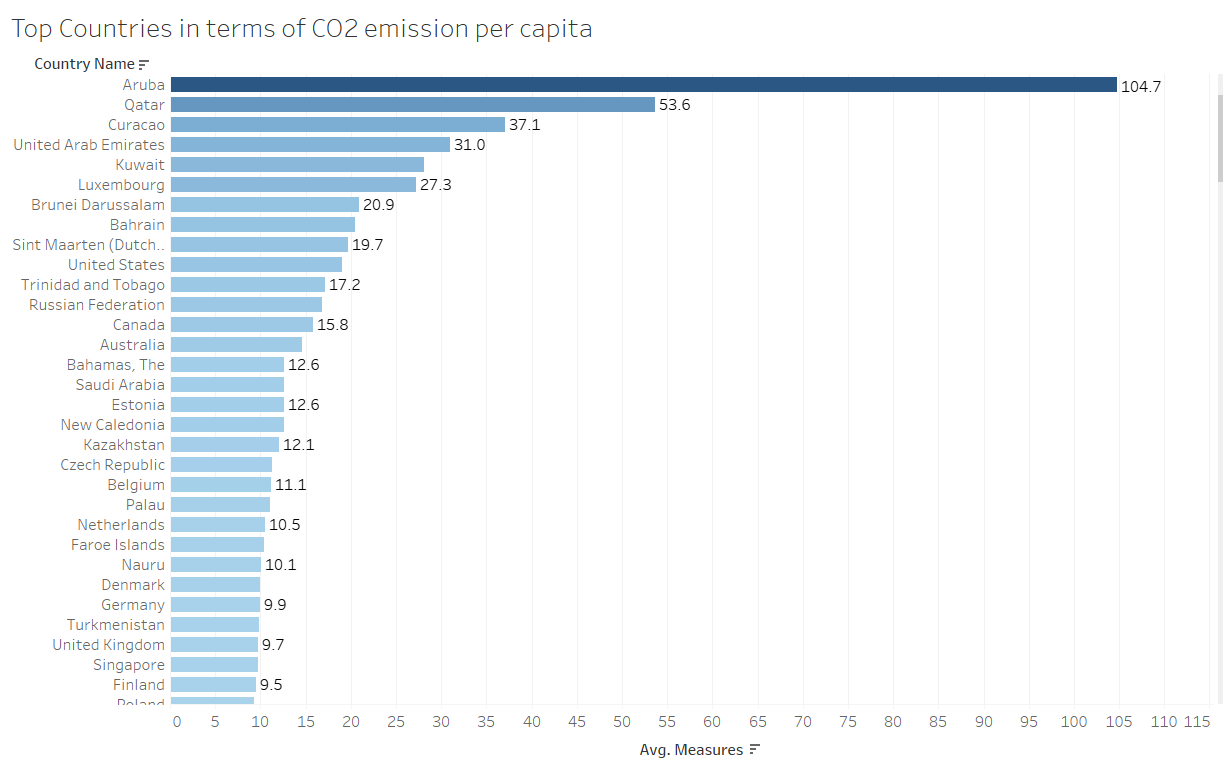 Top Countries in terms of CO2 emission per capita
Country Name
Aruba 104.7
Qatar 53.6
Curacao 37.1
United Arab Emirates 31.0
Kuwait
Luxembourg 27.3
Brunei Darussalam 20.9
Bahrain
Sint Maarten (Dutch.. 19.7
United States
Trinidad and Tobago 17.2
Russian Federation
Canada 15.8
Australia
Bahamas, The 12.6
Saudi Arabia
Estonia 12.6
New Caledonia
Kazakhstan 12.1
Czech Republic
Belgium 11.1
Palau
Netherlands 10.5
Faroe Islands
Nauru 10.1
Denmark
Germany 9.9
Turkmenistan
United Kingdom 9.7
Singapore
Finland 9.5
Poland
0 5 10 15 20 25 30 35 40 45 50 55 60 65 70 75 80 85 90 95 100 105 110 115
Avg. Measures